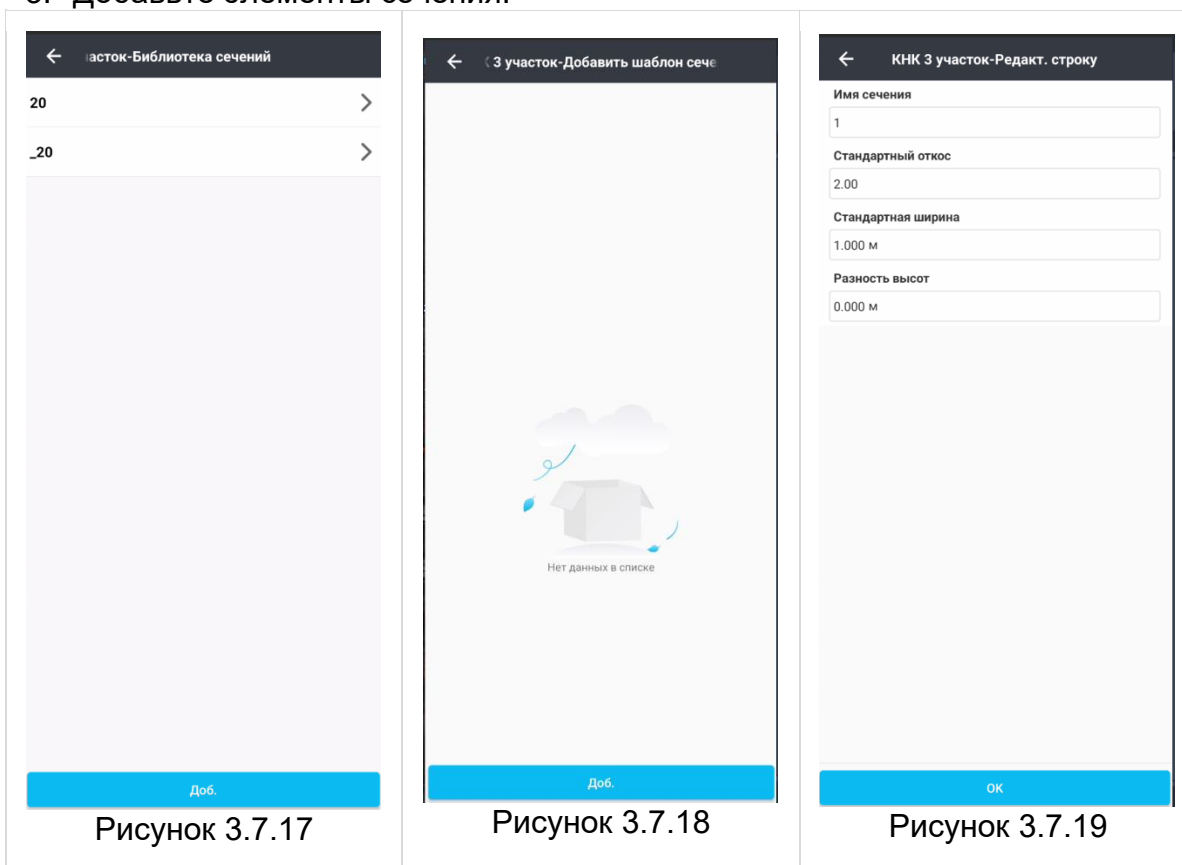 Добавьте элементы сечения.
← асток-Библиотека сечений
20
_20
Доб.
Рисунок 3.7.17
← 3 участок-Добавить шаблон сече
Нет данных в списке
Доб.
Рисунок 3.7.18
← КНК 3 участок-Редакт. строку
Имя сечения
1
Стандартный откос
2.00
Стандартная ширина
1.000 м
Разность высот
0.000 м
OK
Рисунок 3.7.19